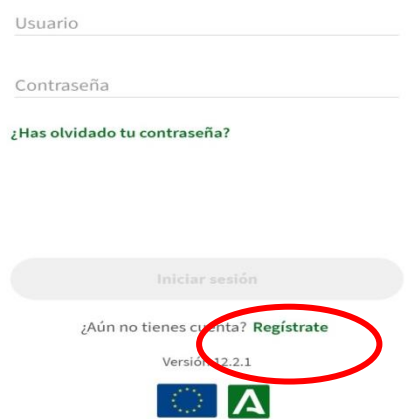 Usuario
Contraseña
¿Has olvidado tu contraseña?
Iniciar sesión
¿Aún no tienes cuenta? Regístrate
Versión 12.2.1